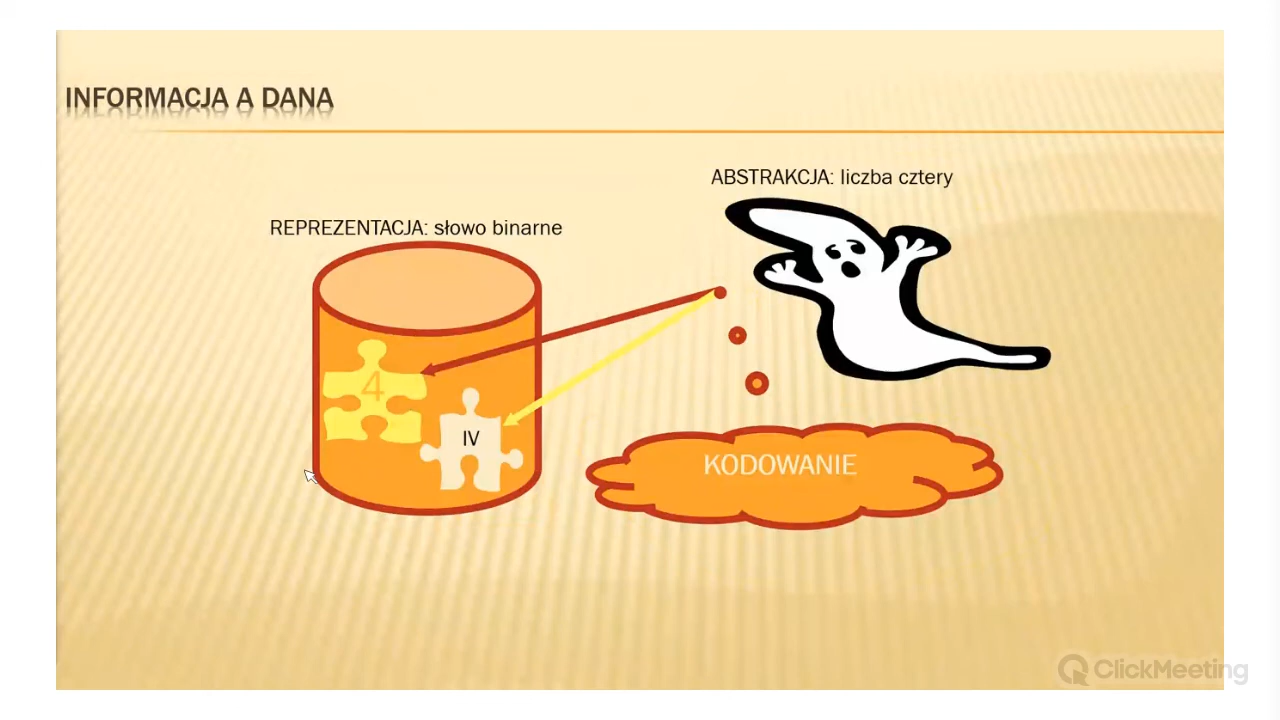 INFORMACJA A DANA
ABSTRAKCJA: liczba cztery
REPREZENTACJA: słowo binarne
4
IV
KODOWANIE
ClickMeeting